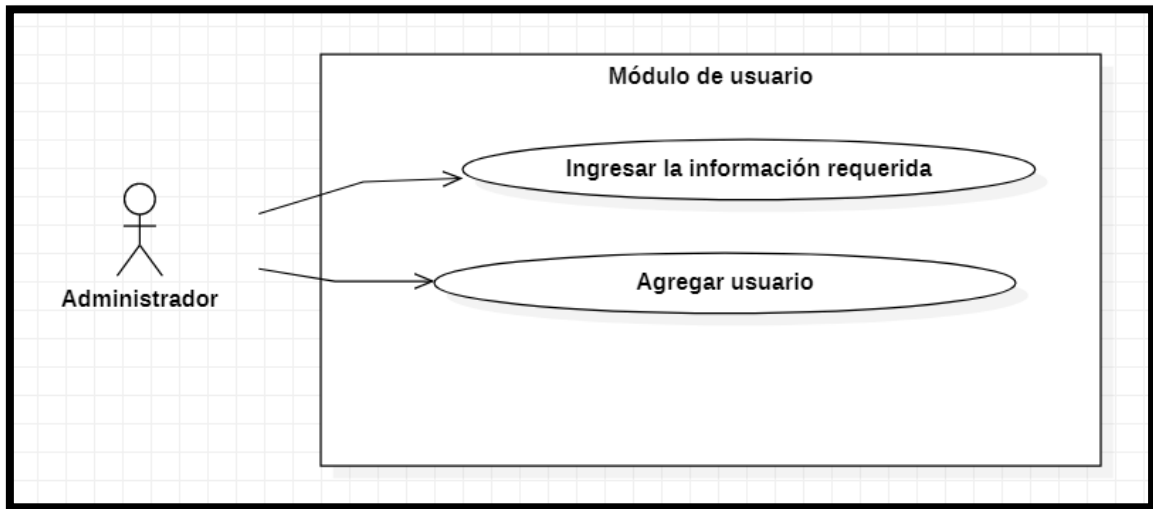 Módulo de usuario
Ingresar la información requerida
Agregar usuario
Administrador